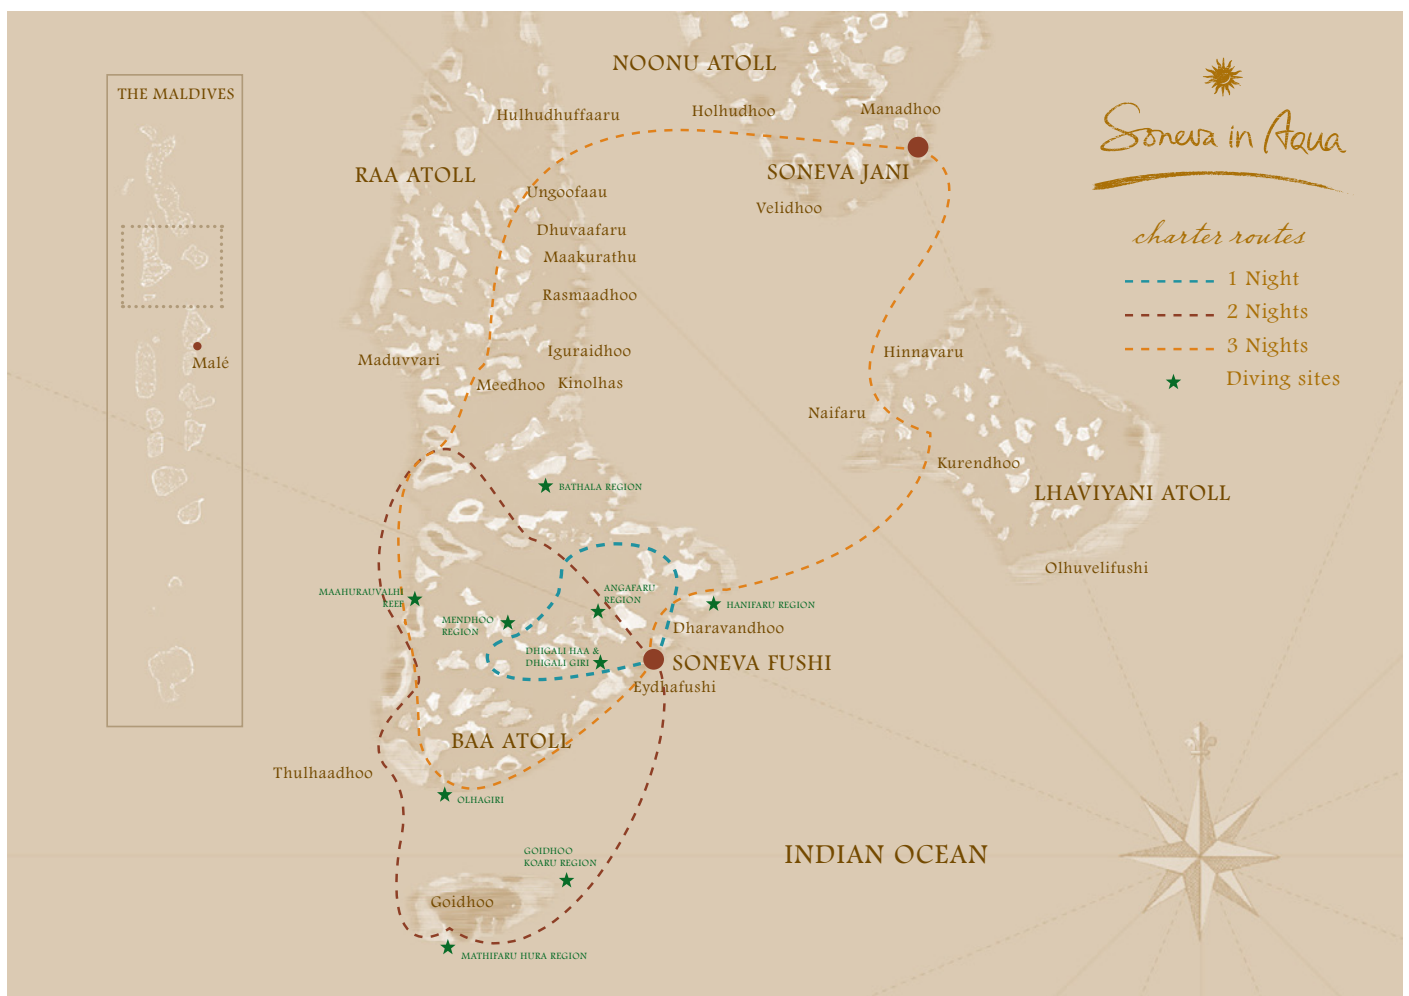 NOONU ATOLL
THE MALDIVES
Hulhudhuffaaru
Holhudhoo
Manadhoo
Soneva in Aqua
RAA ATOLL
SONEVA JANI
Ungoofaau
Velidhoo
Dhuvaafaru
charter routes
Maakurathu
1 Night
Rasmaadhoo
2 Nights
3 Nights
Diving sites
Malé
Maduvvari
Iguraidhoo
Hinnavaru
Meedhoo
Kinolhas
Naifaru
Kurendhoo
BATHALA REGION
LHAVIYANI ATOLL
Olhuvelifushi
MAAHURAUVALHI
REEF
ANGAFARU
REGION
HANIFARU REGION
MENDHOO
REGION
Dharavandhoo
DHIGALI HAA &
DHIGALI GIRI
SONEVA FUSHI
Eydhafushi
BAA ATOLL
Thulhaadhoo
OLHAGIRI
GOIDHOO
KOARU REGION
INDIAN OCEAN
Goidhoo
MATHIFARU HURA REGION